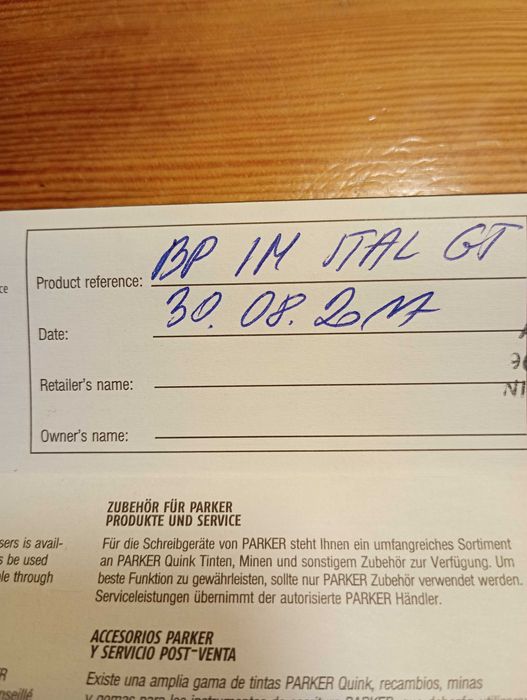 BP IM ITAL GT
Product reference:
30. 08. 2017
Date:
Retailer's name:
Owner's name:
ce
ZUBEHÖR FÜR PARKER
PRODUKTE UND SERVICE
sers is avail-
s be used
le through
Für die Schreibgeräte von PARKER steht Ihnen ein umfangreiches Sortiment
an PARKER Quink Tinten, Minen und sonstigem Zubehör zur Verfügung. Um
beste Funktion zu gewährleisten, sollte nur PARKER Zubehör verwendet werden.
Serviceleistungen übernimmt der autorisierte PARKER Händler.
ACCESORIOS PARKER
Y SERVICIO POST-VENTA
R
Existe una amplia gama de tintas PARKER Quink, recambios, minas
nseillé